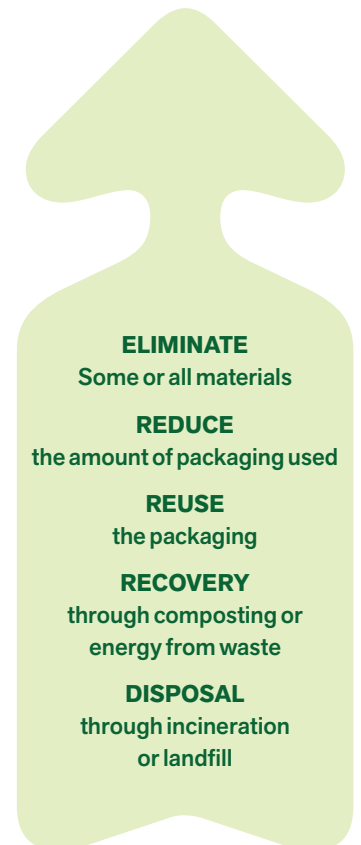 ELIMINATE
Some or all materials
REDUCE
the amount of packaging used
REUSE
the packaging
RECOVERY
through composting or
energy from waste
DISPOSAL
through incineration
or landfill